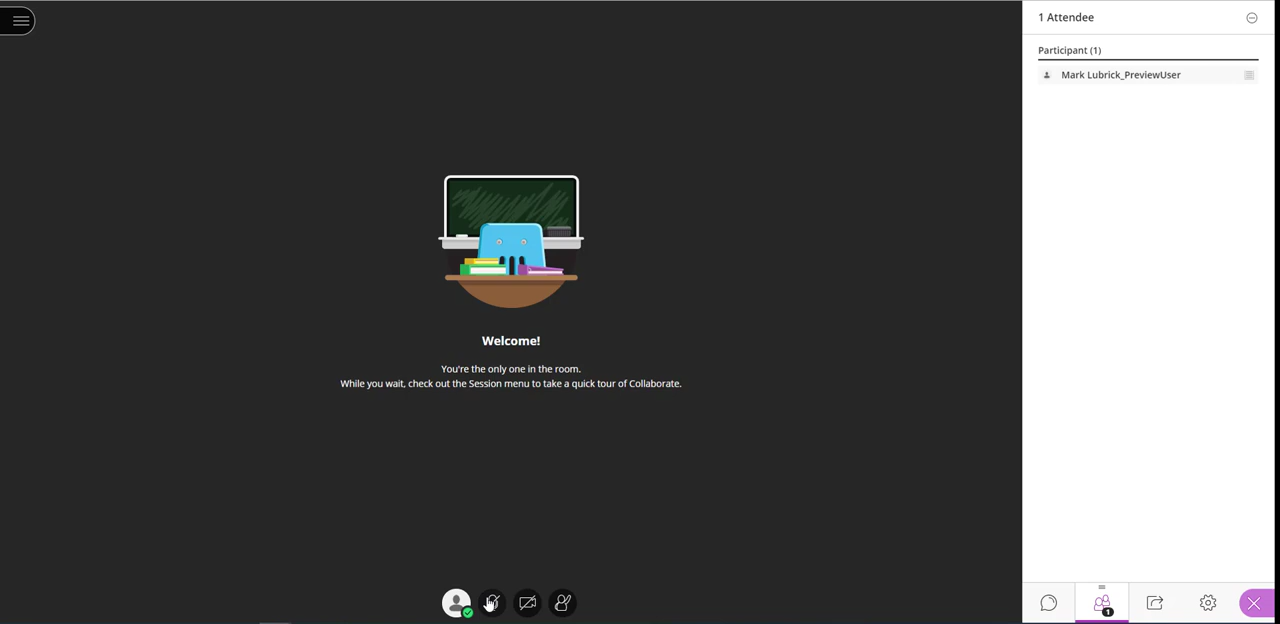 1 Attendee
Participant (1)
Mark Lubrick_PreviewUser
Welcome!
You're the only one in the room.
While you wait, check out the Session menu to take a quick tour of Collaborate.
1